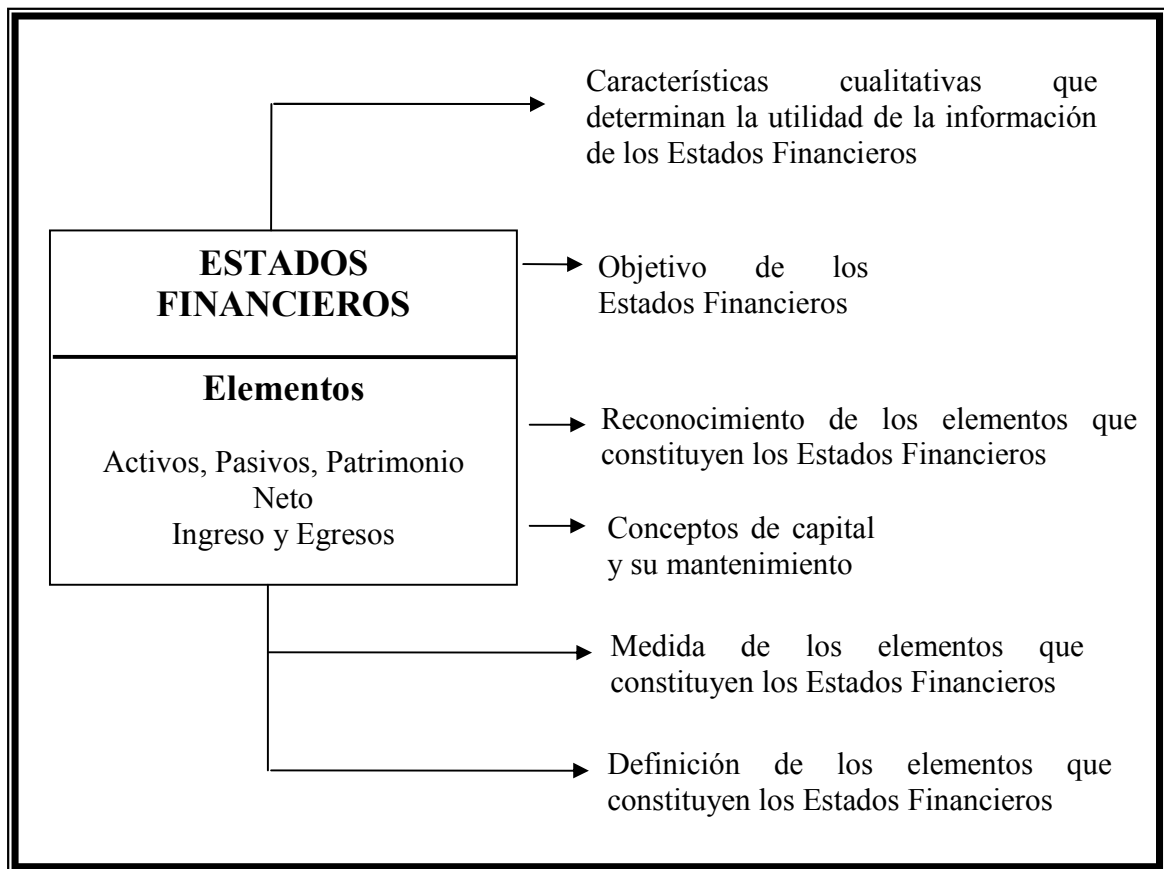 Características cualitativas que
determinan la utilidad de la información
de los Estados Financieros
ESTADOS
FINANCIEROS
Objetivo de los
Estados Financieros
Elementos
Activos, Pasivos, Patrimonio
Neto
Ingreso y Egresos
Reconocimiento de los elementos que
constituyen los Estados Financieros
Conceptos de capital
y su mantenimiento
Medida de los elementos que
constituyen los Estados Financieros
Definición de los elementos que
constituyen los Estados Financieros